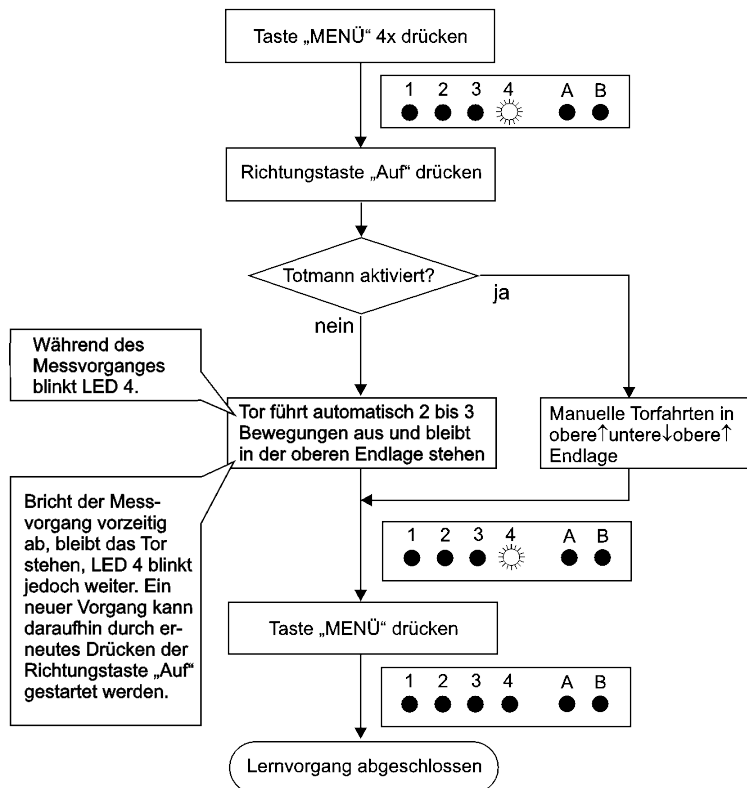 Taste „MENÜ“ 4x drücken
1 2 3 4 A B
Richtungstaste „Auf“ drücken
Totmann aktiviert?
ja
nein
Während des
Messvorganges
blinkt LED 4.
Tor führt automatisch 2 bis 3
Bewegungen aus und bleibt
in der oberen Endlage stehen
Manuelle Torfahrten in
obere↑untere↓obere↑
Endlage
Bricht der Mess-
vorgang vorzeitig
ab, bleibt das Tor
stehen, LED 4 blinkt
jedoch weiter. Ein
neuer Vorgang kann
daraufhin durch er-
neutes Drücken der
Richtungstaste „Auf“
gestartet werden.
1 2 3 4 A B
Taste „MENÜ“ drücken
1 2 3 4 A B
Lernvorgang abgeschlossen